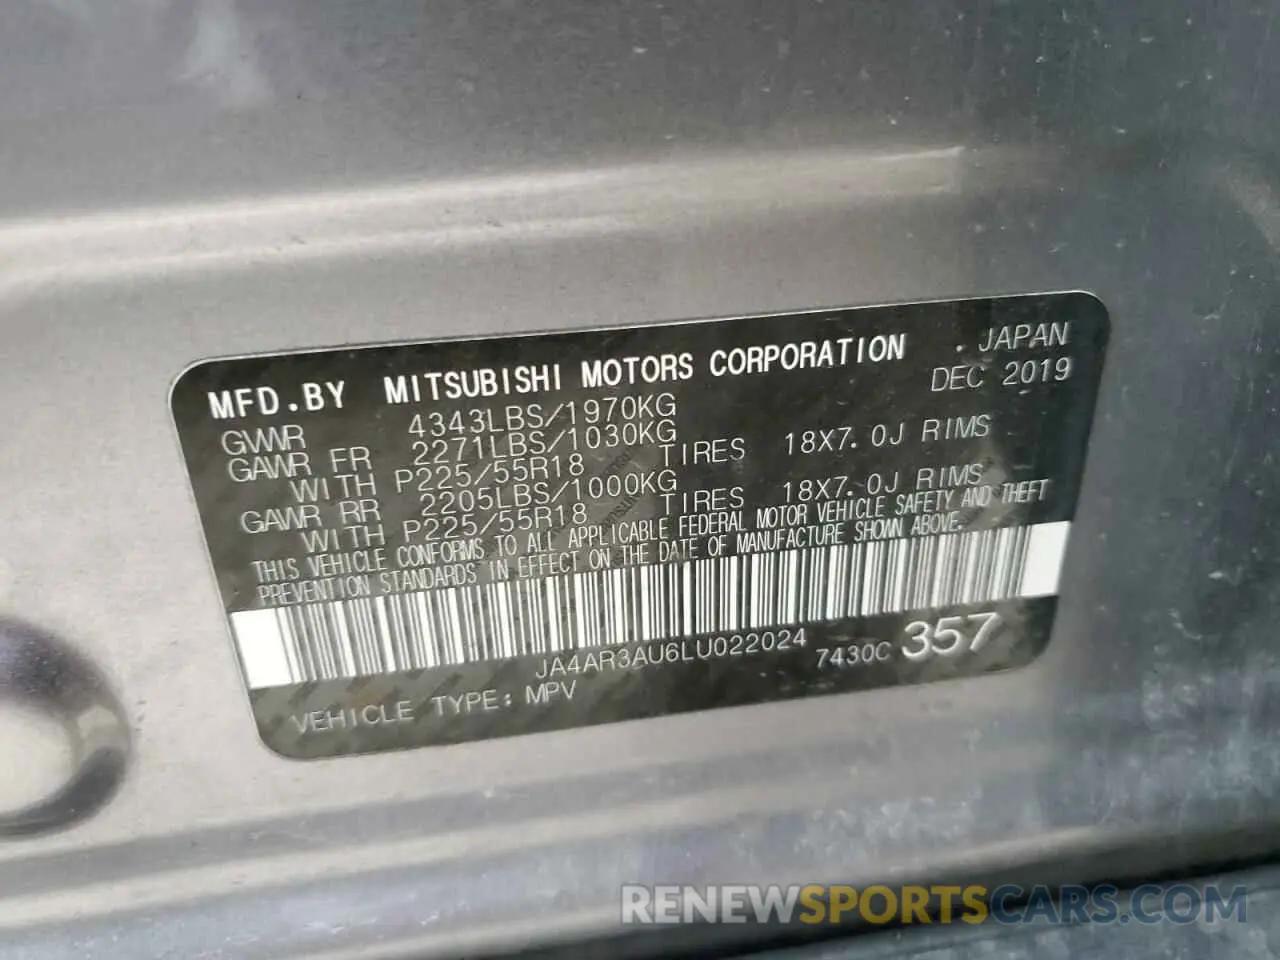 MFD.BY MITSUBISHI MOTORS CORPORATION . JAPAN
GVWR 4343LBS/1970KG DEC 2019
GAWR FR 2271LBS/1030KG
WITH P225/55R18 TIRES 18X7.0J RIMS
GAWR RR 2205LBS/1000KG
WITH P225/55R18 TIRES 18X7.0J RIMS
THIS VEHICLE CONFORMS TO ALL APPLICABLE FEDERAL MOTOR VEHICLE SAFETY AND THEFT
PREVENTION STANDARDS IN EFFECT ON THE DATE OF MANUFACTURE SHOWN ABOVE.
JA4AR3AU6LU022024 7430C 357
VEHICLE TYPE: MPV
RENEWSPORTSCARS.COM